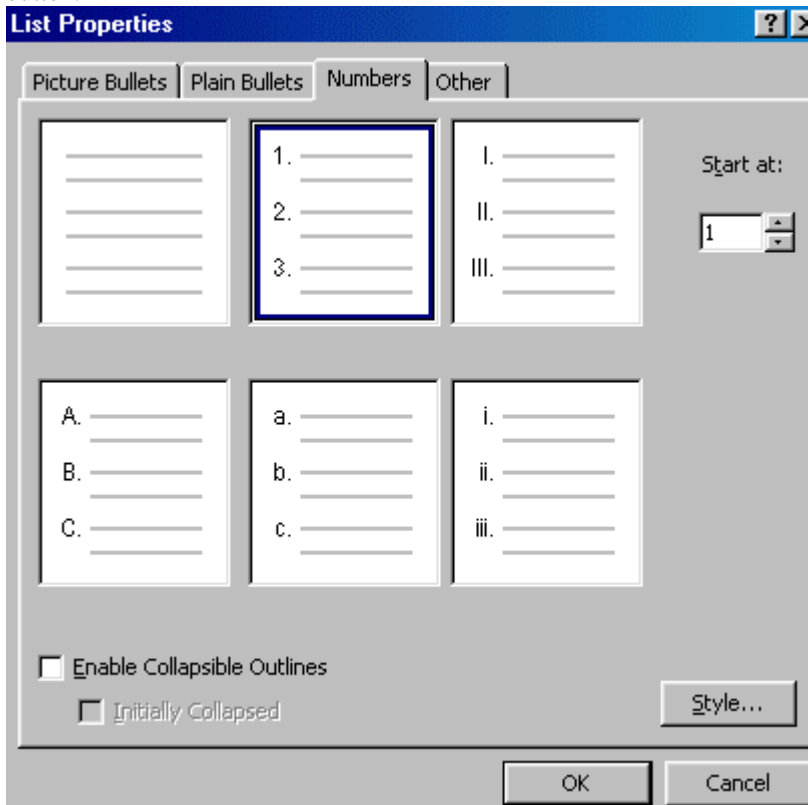 List Properties
Picture Bullets Plain Bullets Numbers Other
1. I. Start at:
2. II. 1
3. III.
A. a. i.
B. b. ii.
C. c. iii.
Enable Collapsible Outlines
Initially Collapsed
Style...
OK Cancel